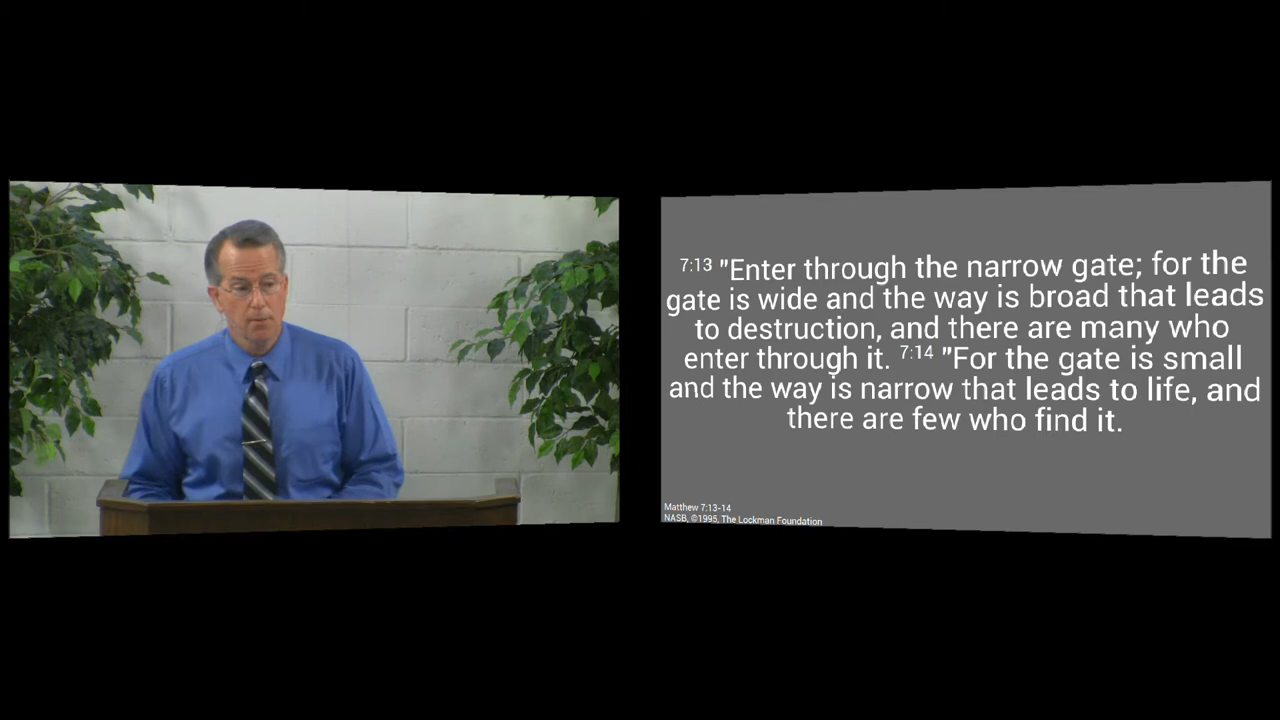 7:13 "Enter through the narrow gate; for the
gate is wide and the way is broad that leads
to destruction, and there are many who
enter through it. 7:14 "For the gate is small
and the way is narrow that leads to life, and
there are few who find it.
Matthew 7:13-14
NASB, ©1995, The Lockman Foundation